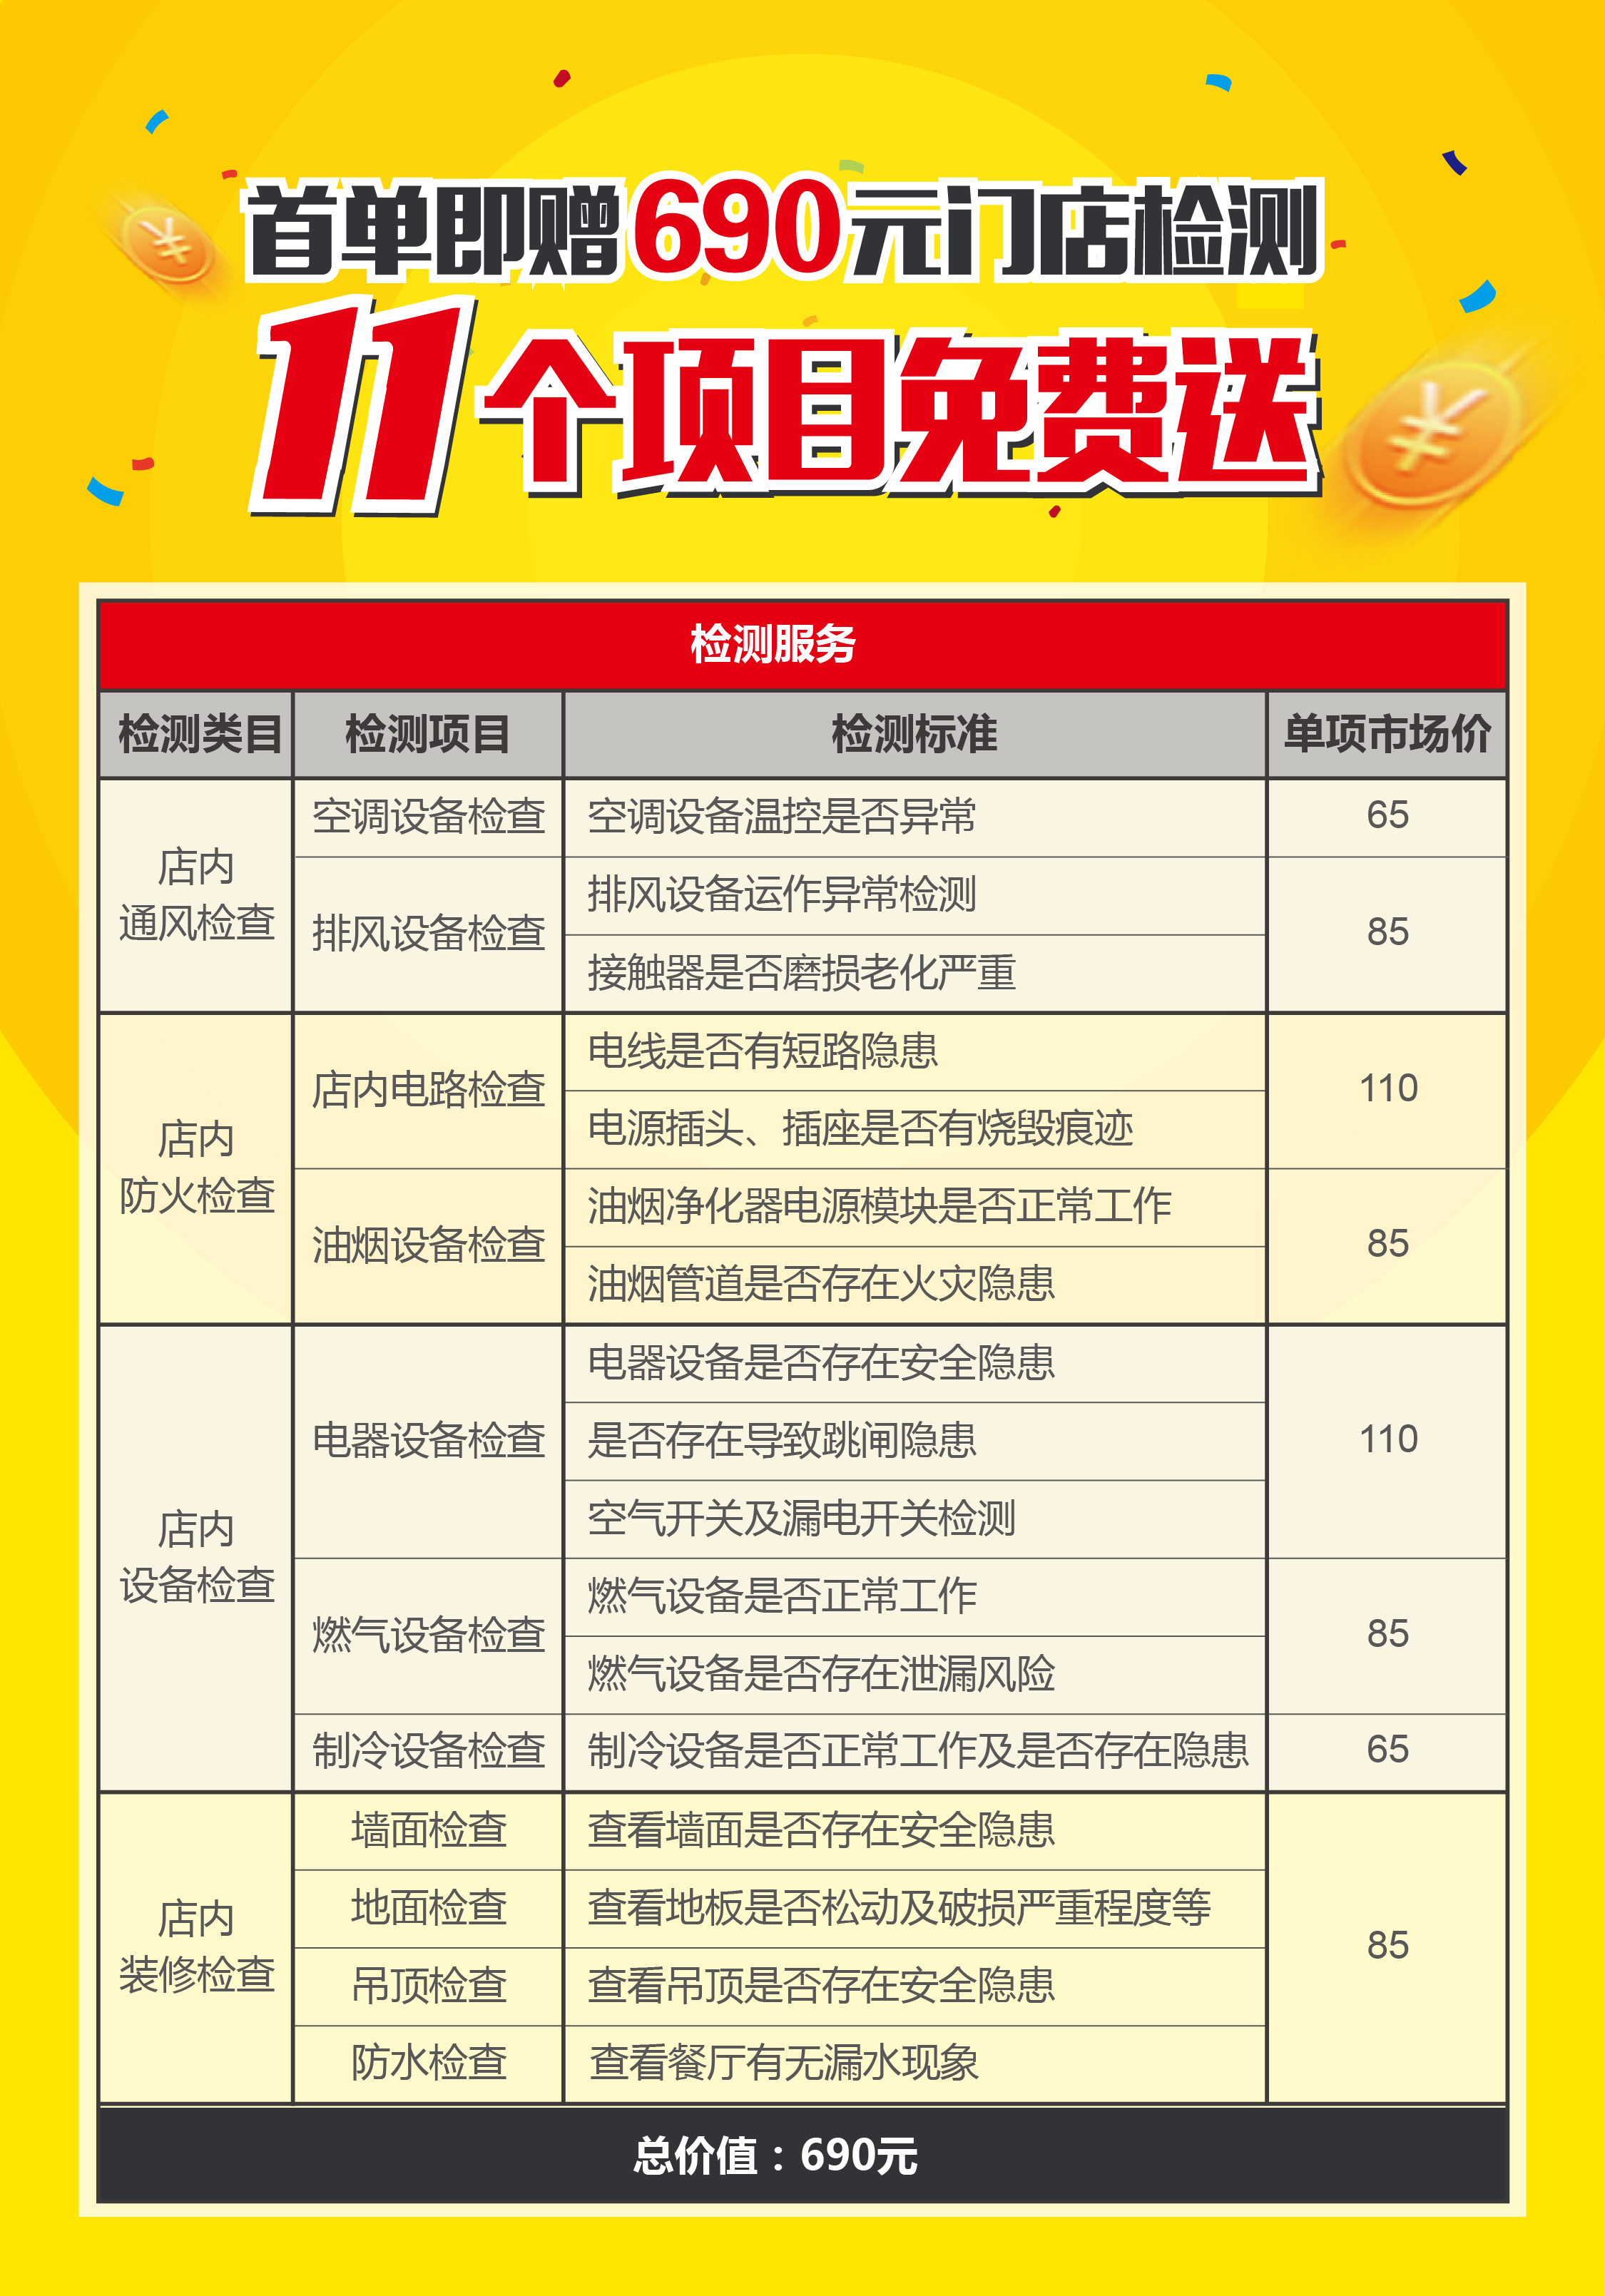 首单即赠690元门店检测
11个项目免费送
检测服务
检测类目 检测项目 检测标准 单项市场价
店内
通风检查
空调设备检查 空调设备温控是否异常 65
排风设备检查 排风设备运作异常检测 85
接触器是否磨损老化严重
店内
防火检查
店内电路检查 电线是否有短路隐患 110
电源插头、插座是否有烧毁痕迹
油烟设备检查 油烟净化器电源模块是否正常工作 85
油烟管道是否存在火灾隐患
店内
设备检查
电器设备检查 电器设备是否存在安全隐患 110
是否存在导致跳闸隐患
空气开关及漏电开关检测
燃气设备检查 燃气设备是否正常工作 85
燃气设备是否存在泄漏风险
制冷设备检查 制冷设备是否正常工作及是否存在隐患 65
店内
装修检查
墙面检查 查看墙面是否存在安全隐患 85
地面检查 查看地板是否松动及破损严重程度等
吊顶检查 查看吊顶是否存在安全隐患
防水检查 查看餐厅有无漏水现象
总价值：690元
¥
¥